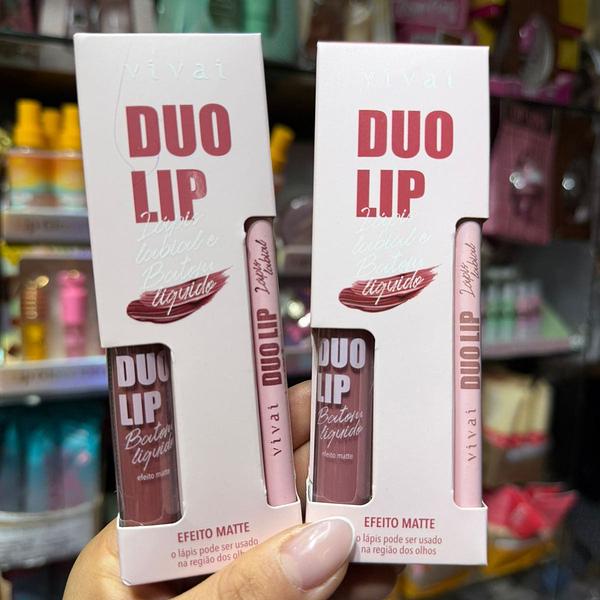 vivai
DUO
LIP
Lápis
labial e
Batom
líquido
DUO
LIP
Batom
líquido
efeito matte
vivai DUO LIP Lápis labial
EFEITO MATTE
o lápis pode ser usado
na região dos olhos
vivai
DUO
LIP
Lápis
labial e
Batom
líquido
DUO
LIP
Batom
líquido
efeito matte
vivai DUO LIP Lápis labial
EFEITO MATTE
o lápis pode ser usado
na região dos olhos